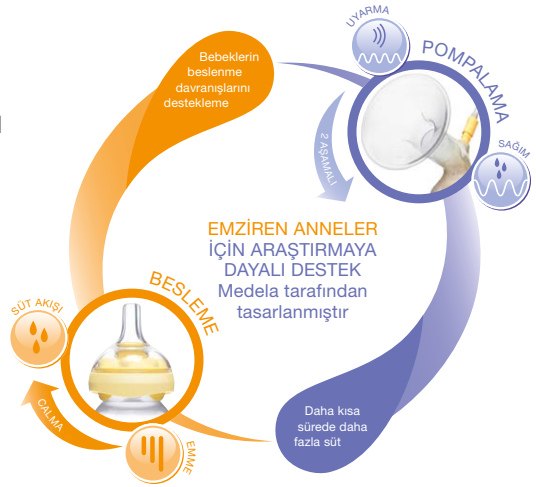 Bebeklerin
beslenme
davranışlarını
destekleme
UYARMA
POMPALAMA
SAĞIM
2 AŞAMALI
EMZİREN ANNELER
İÇİN ARAŞTIRMAYA
DAYALI DESTEK
Medela tarafından
tasarlanmıştır
BESLEME
SÜT AKIŞI
CALMA
EMME
Daha kısa
sürede daha
fazla süt